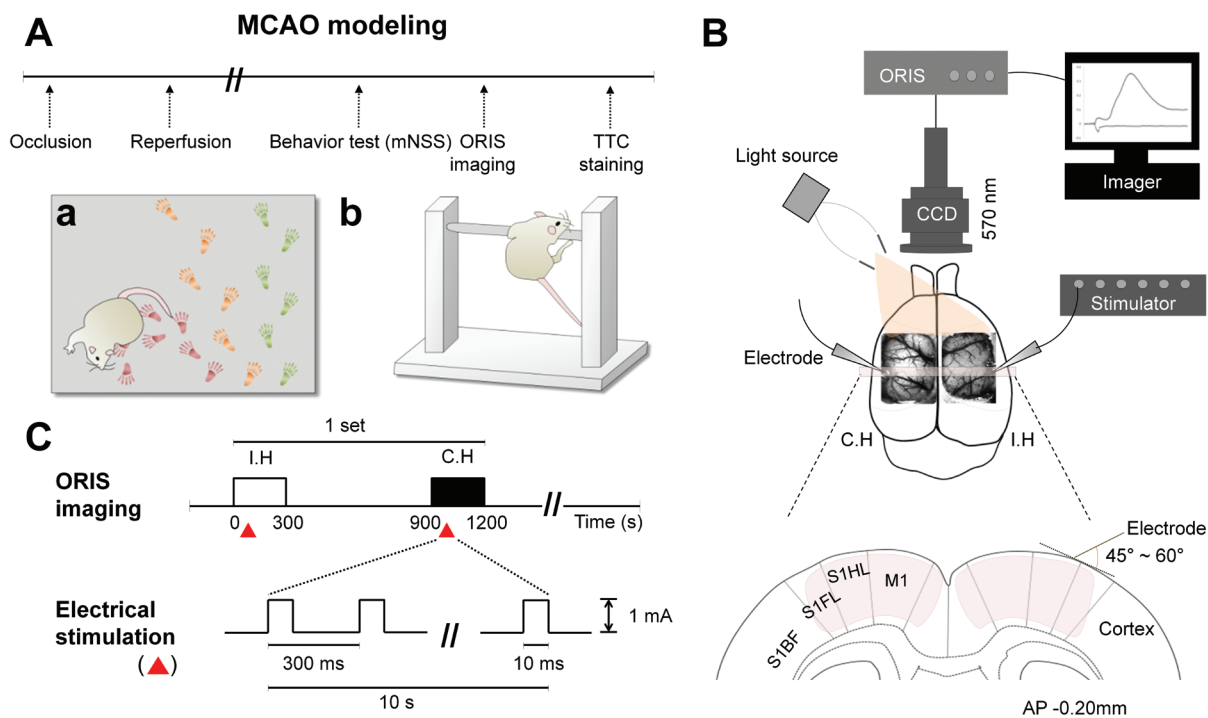 A
MCAO modeling
Occlusion
Reperfusion
Behavior test (mNSS)
ORIS
imaging
TTC
staining
a
b
B
ORIS
Imager
Light source
CCD
570 nm
Stimulator
Electrode
C.H
I.H
Electrode
45° ~ 60°
S1HL
M1
S1FL
S1BF
Cortex
AP -0.20mm
C
1 set
I.H
C.H
ORIS
imaging
0
300
900
1200
Time (s)
Electrical
stimulation
( )
1 mA
300 ms
10 ms
10 s